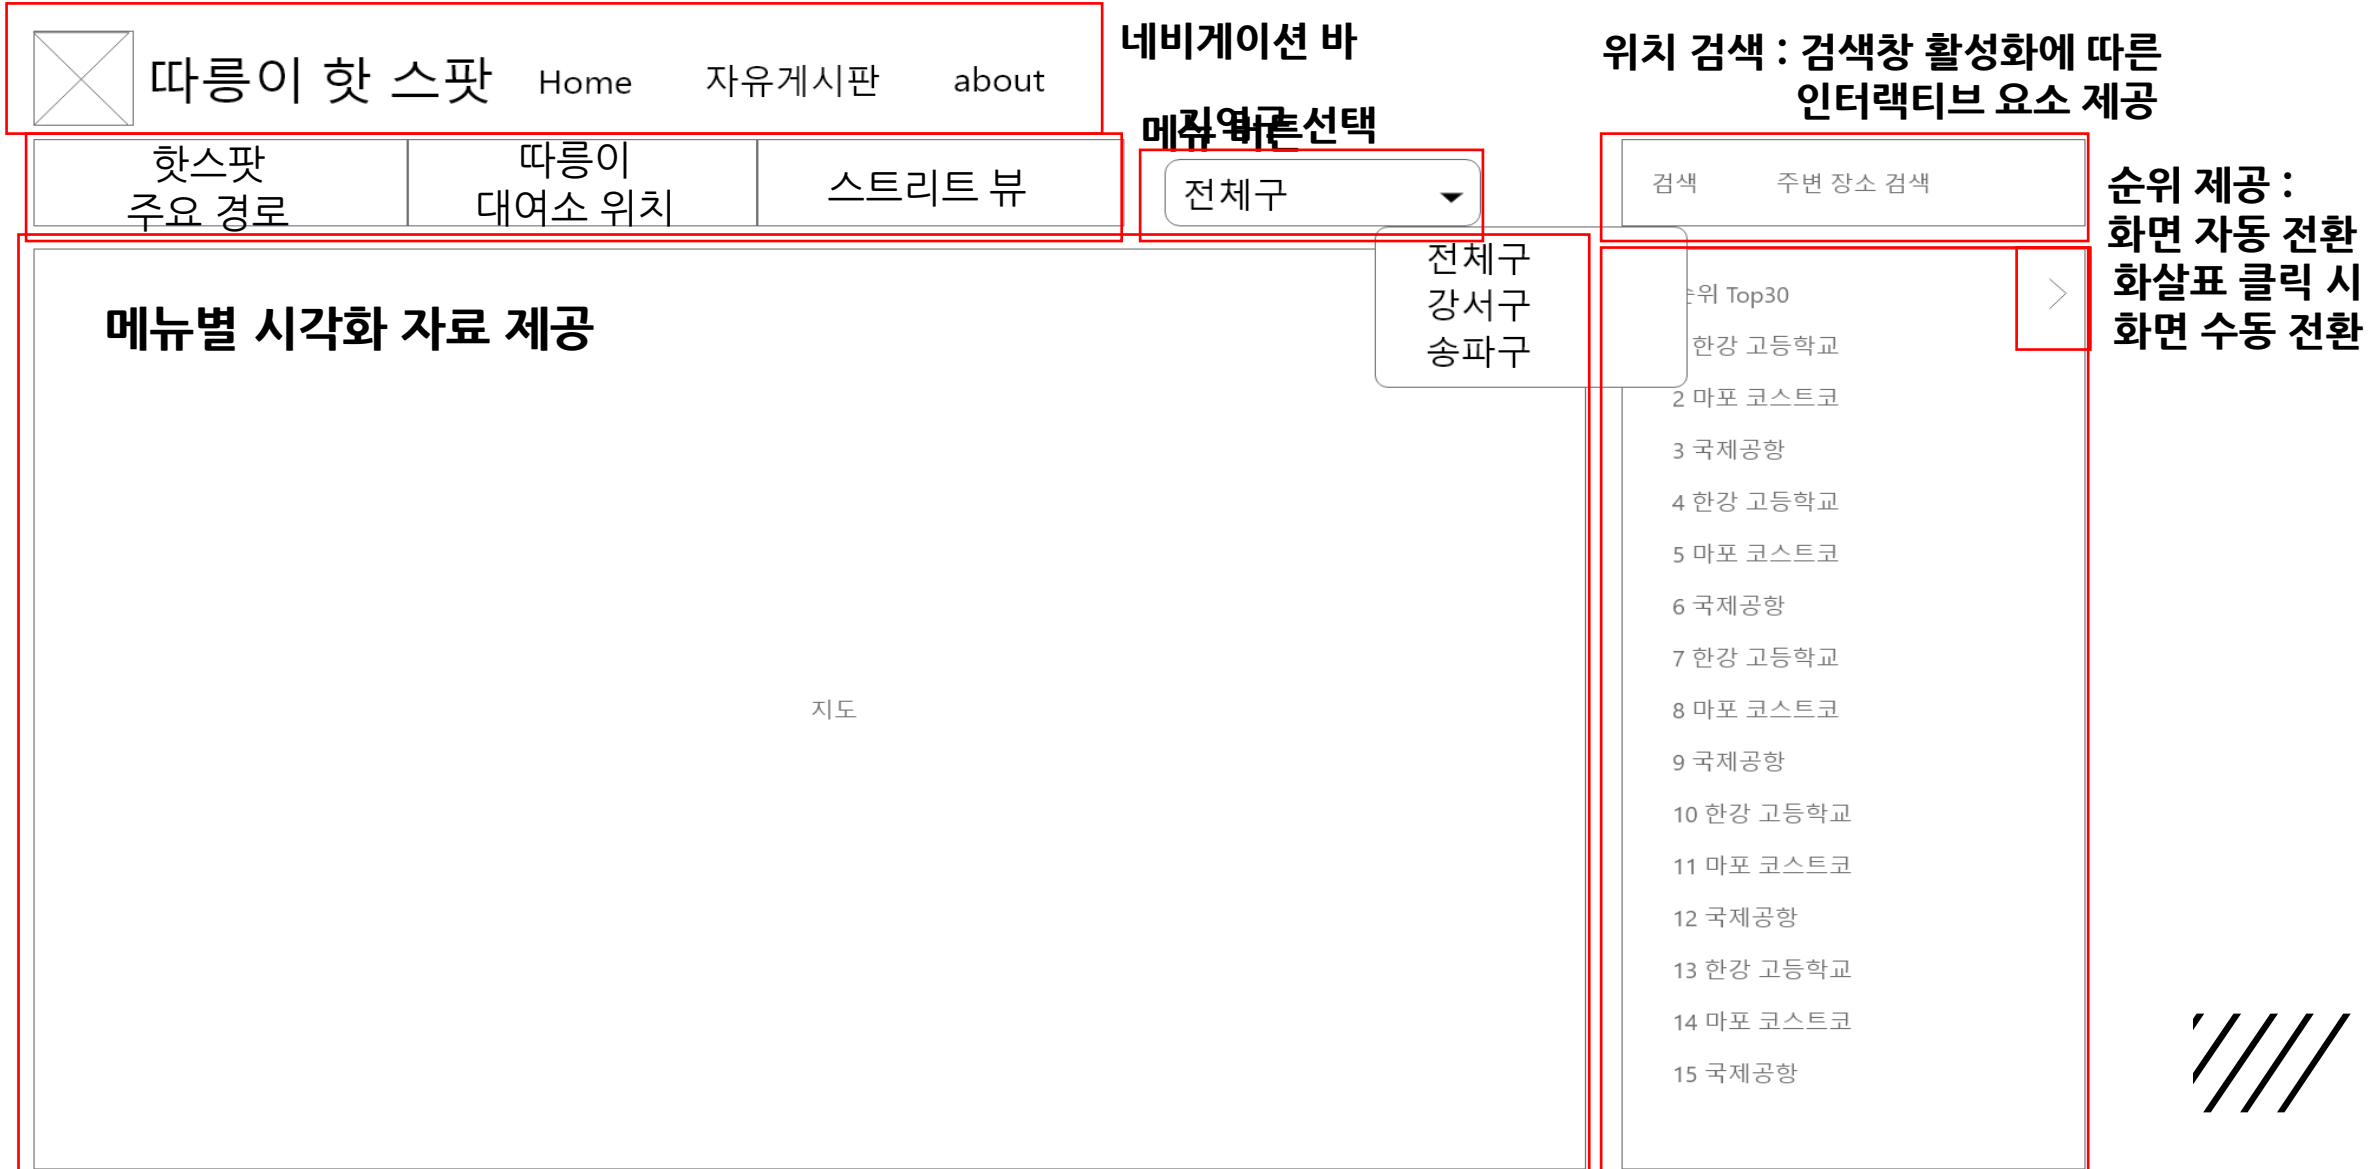 따릉이 핫 스팟 Home 자유게시판 about
네비게이션 바
위치 검색 : 검색창 활성화에 따른
인터랙티브 요소 제공
메뉴 버튼
지역구 선택
핫스팟
주요 경로
따릉이
대여소 위치
스트리트 뷰
전체구
전체구
강서구
송파구
검색 주변 장소 검색
순위 제공 :
화면 자동 전환
화살표 클릭 시
화면 수동 전환
메뉴별 시각화 자료 제공
지도
순위 Top30
한강 고등학교
2 마포 코스트코
3 국제공항
4 한강 고등학교
5 마포 코스트코
6 국제공항
7 한강 고등학교
8 마포 코스트코
9 국제공항
10 한강 고등학교
11 마포 코스트코
12 국제공항
13 한강 고등학교
14 마포 코스트코
15 국제공항